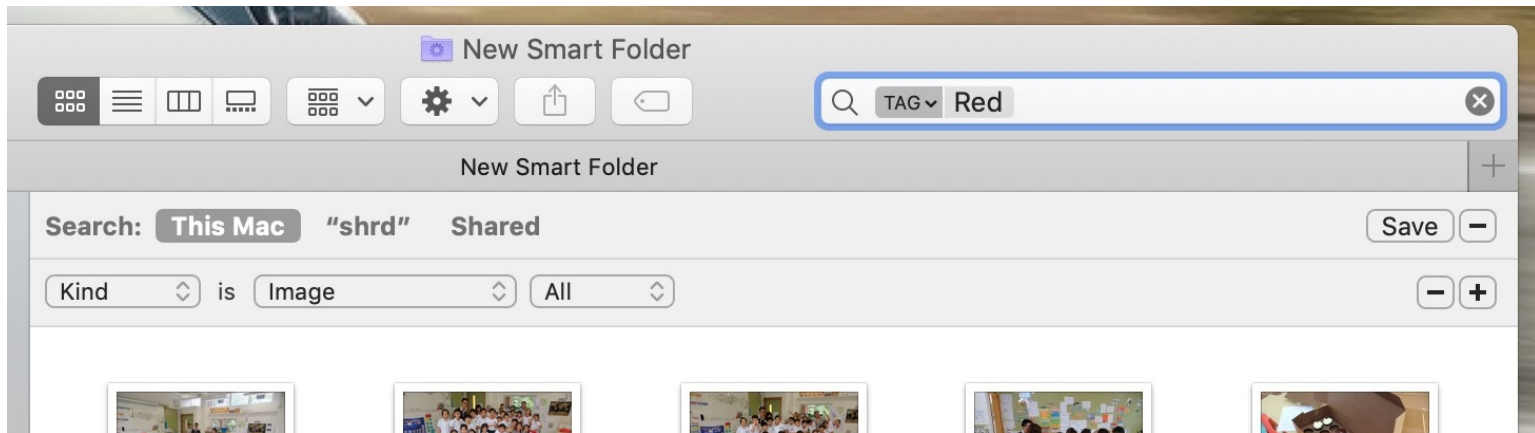 New Smart Folder
TAG Red
New Smart Folder
Search: This Mac “shrd” Shared Save
Kind is Image All